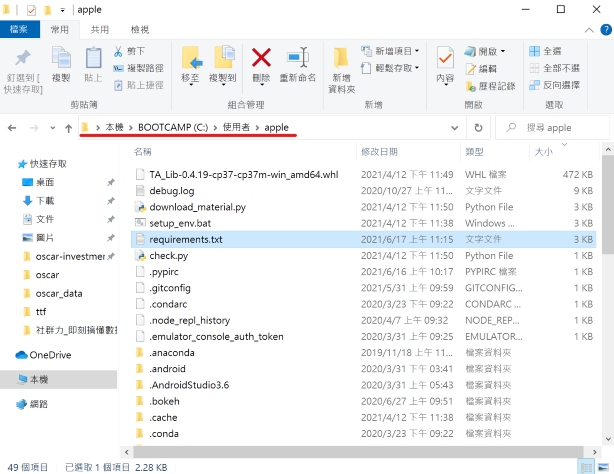 apple
檔案 常用 共用 檢視
釘選到 [快速存取] 複製 貼上 剪下 複製路徑 貼上捷徑 移至 複製到 刪除 重新命名 新增資料夾 新增項目 輕鬆存取 內容 開啟 編輯 歷程記錄 全選 全部不選 反向選擇
剪貼簿 組合管理 新增 開啟 選取
本機 > BOOTCAMP (C:) > 使用者 > apple 搜尋 apple
名稱 修改日期 類型 大小
快速存取
桌面
下載
文件
圖片
oscar-investmen
oscar
oscar_data
ttf
社群力_即刻搞懂數
OneDrive
本機
網路
TA_Lib-0.4.19-cp37-cp37m-win_amd64.whl 2021/4/12 下午 11:49 WHL 檔案 472 KB
debug.log 2020/10/27 上午 11... 文字文件 9 KB
download_material.py 2021/4/12 下午 11:50 Python File 3 KB
setup_env.bat 2021/4/12 下午 11:38 Windows ... 3 KB
requirements.txt 2021/6/17 上午 11:15 文字文件 3 KB
check.py 2021/4/12 下午 11:50 Python File 1 KB
.pypirc 2021/6/16 上午 10:17 PYPIRC 檔案 1 KB
.gitconfig 2021/5/31 上午 09:59 GITCONFIG... 1 KB
.condarc 2020/3/23 上午 09:22 CONDARC ... 1 KB
.node_repl_history 2020/4/7 上午 09:32 NODE_REP... 1 KB
.emulator_console_auth_token 2020/3/31 上午 09:25 EMULATOR... 1 KB
.anaconda 2019/11/18 上午 11... 檔案資料夾
.android 2020/3/31 上午 03:41 檔案資料夾
.AndroidStudio3.6 2020/3/31 上午 05:43 檔案資料夾
.bokeh 2020/6/27 上午 09:51 檔案資料夾
.cache 2021/4/12 下午 11:38 檔案資料夾
.conda 2020/3/23 上午 09:22 檔案資料夾
49 個項目 已選取 1 個項目 2.28 KB